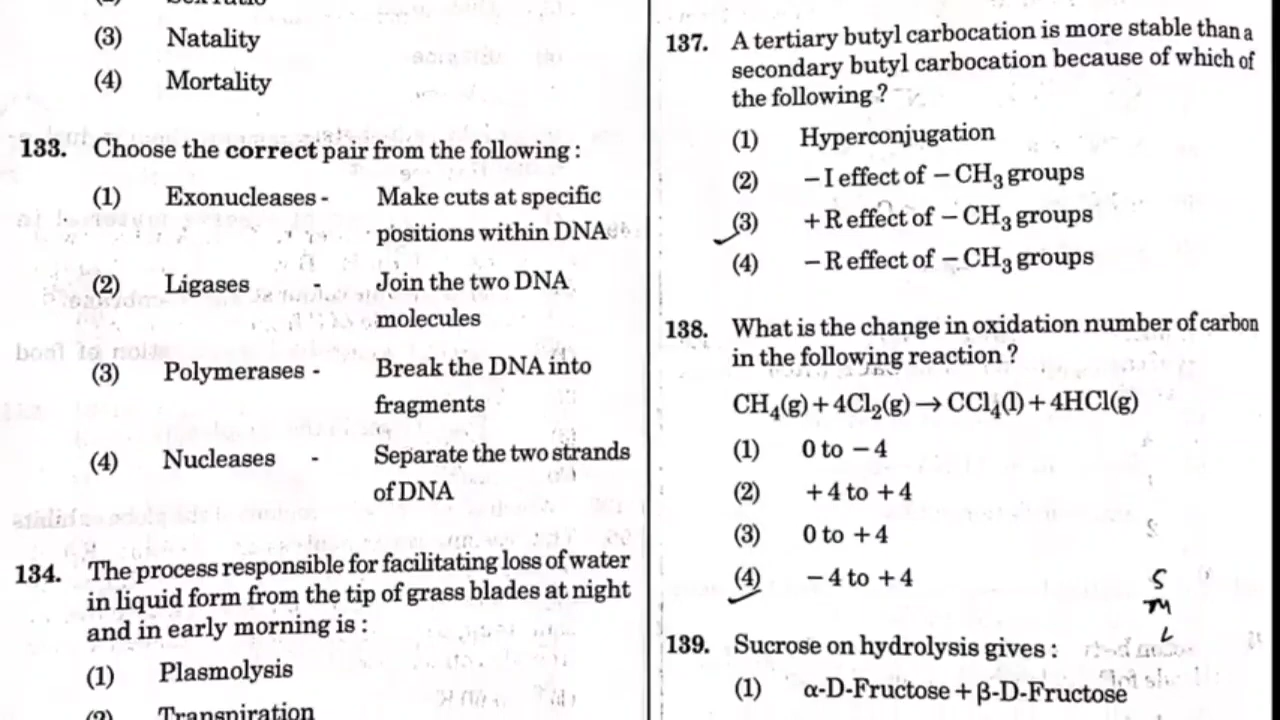 (3) Natality
(4) Mortality
133. Choose the correct pair from the following :
(1) Exonucleases - Make cuts at specific
positions within DNA
(2) Ligases - Join the two DNA
molecules
(3) Polymerases - Break the DNA into
fragments
(4) Nucleases - Separate the two strands
of DNA
134. The process responsible for facilitating loss of water
in liquid form from the tip of grass blades at night
and in early morning is :
(1) Plasmolysis
(2) Transpiration
137. A tertiary butyl carbocation is more stable than a
secondary butyl carbocation because of which of
the following ?
(1) Hyperconjugation
(2) – I effect of – CH₃ groups
(3) + R effect of – CH₃ groups
(4) – R effect of – CH₃ groups
138. What is the change in oxidation number of carbon
in the following reaction ?
CH₄(g) + 4Cl₂(g) → CCl₄(l) + 4HCl(g)
(1) 0 to – 4
(2) + 4 to + 4
(3) 0 to + 4
(4) – 4 to + 4
139. Sucrose on hydrolysis gives :
(1) α-D-Fructose + β-D-Fructose